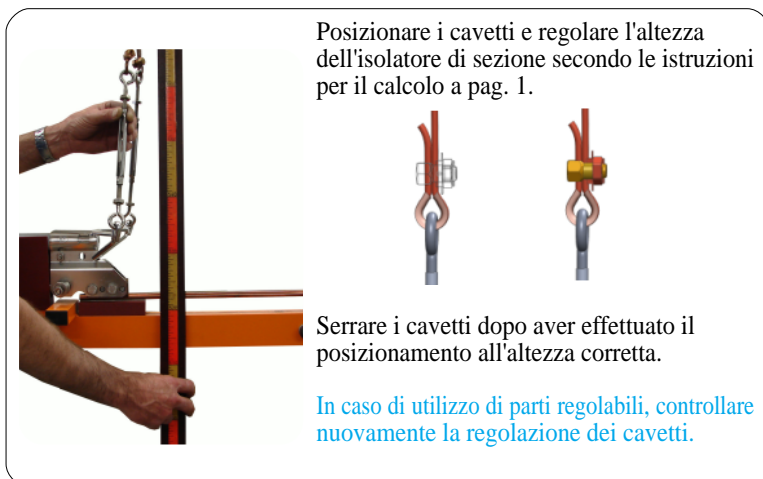 Posizionare i cavetti e regolare l'altezza
dell'isolatore di sezione secondo le istruzioni
per il calcolo a pag. 1.
Serrare i cavetti dopo aver effettuato il
posizionamento all'altezza corretta.
In caso di utilizzo di parti regolabili, controllare
nuovamente la regolazione dei cavetti.